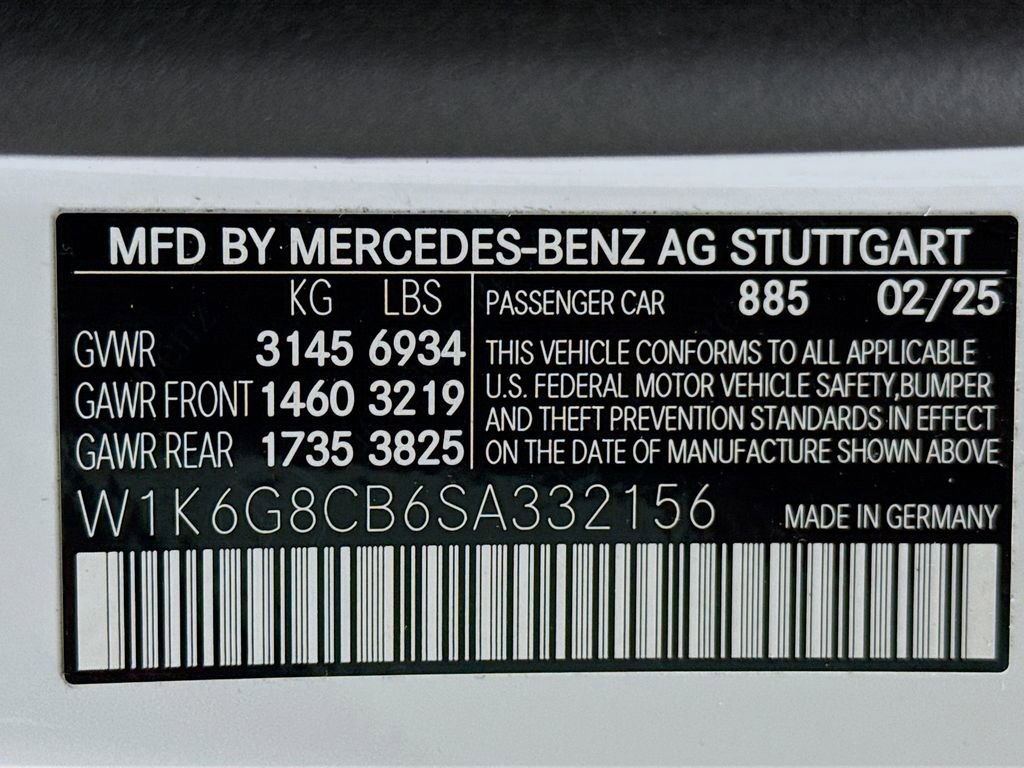 MFD BY MERCEDES-BENZ AG STUTTGART
KG LBS
GVWR 3145 6934
GAWR FRONT 1460 3219
GAWR REAR 1735 3825
PASSENGER CAR 885 02/25
THIS VEHICLE CONFORMS TO ALL APPLICABLE
U.S. FEDERAL MOTOR VEHICLE SAFETY,BUMPER
AND THEFT PREVENTION STANDARDS IN EFFECT
ON THE DATE OF MANUFACTURE SHOWN ABOVE
W1K6G8CB6SA332156
MADE IN GERMANY